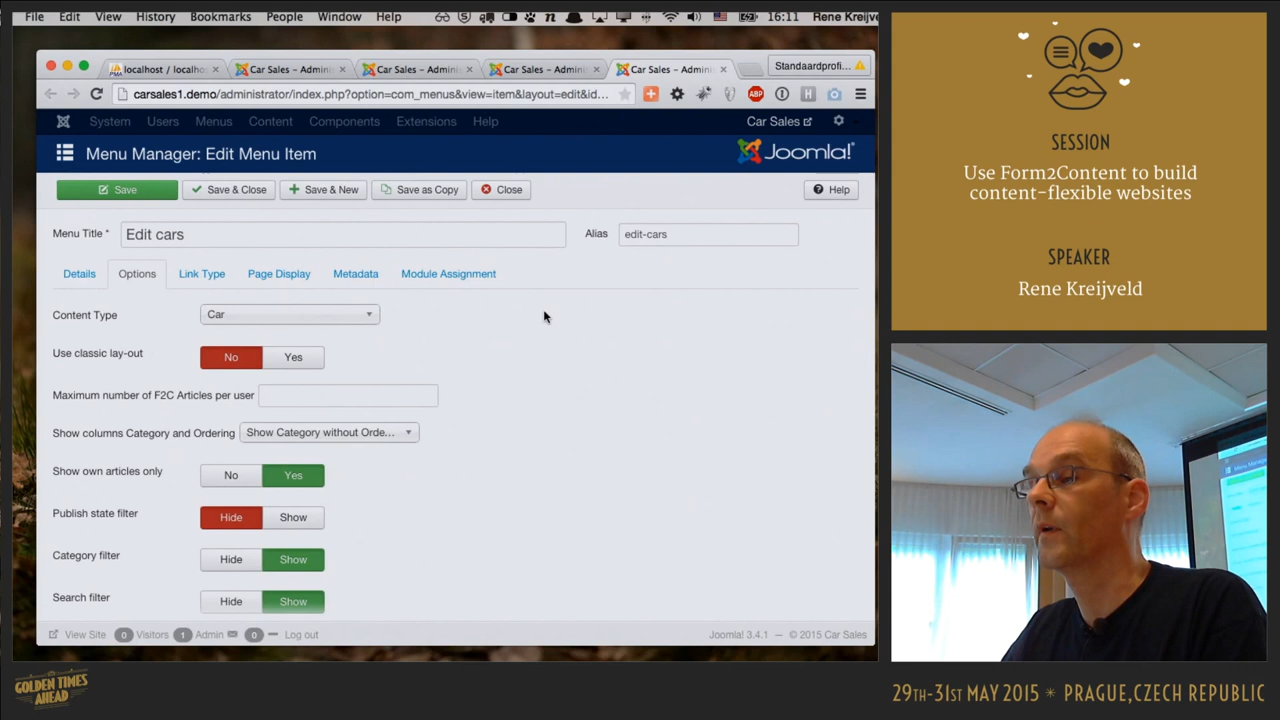 File Edit View History Bookmarks People Window Help 16:11 Rene Kreijve
localhost / localho Car Sales - Admini Car Sales - Admini Car Sales - Admini Car Sales - Admini Standaardprofi...
carsales1.demo/administrator/index.php?option=com_menus&view=item&layout=edit&id... ABP
System Users Menus Content Components Extensions Help Car Sales
Menu Manager: Edit Menu Item Joomla!
Save Save & Close Save & New Save as Copy Close Help
Menu Title * Edit cars Alias edit-cars
Details Options Link Type Page Display Metadata Module Assignment
Content Type Car
Use classic lay-out No Yes
Maximum number of F2C Articles per user
Show columns Category and Ordering Show Category without Orde...
Show own articles only No Yes
Publish state filter Hide Show
Category filter Hide Show
Search filter Hide Show
View Site 0 Visitors 1 Admin 0 Log out Joomla! 3.4.1 — © 2015 Car Sales
SESSION
Use Form2Content to build
content-flexible websites
SPEAKER
Rene Kreijveld
GOLDEN TIMES
AHEAD
29TH-31ST MAY 2015 * PRAGUE,CZECH REPUBLIC